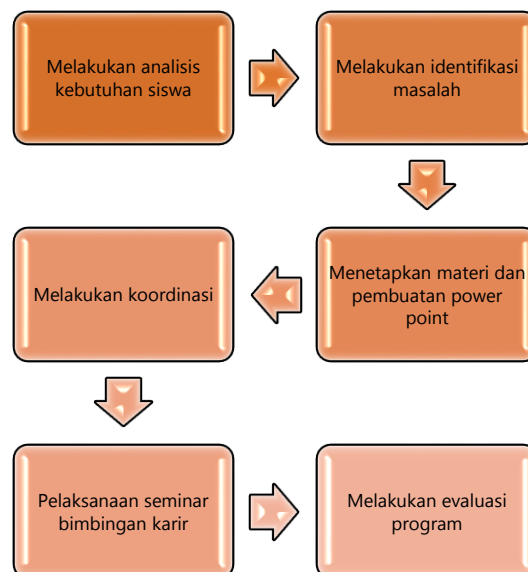 Melakukan analisis
kebutuhan siswa
Melakukan identifikasi
masalah
Menetapkan materi dan
pembuatan power
point
Melakukan koordinasi
Pelaksanaan seminar
bimbingan karir
Melakukan evaluasi
program